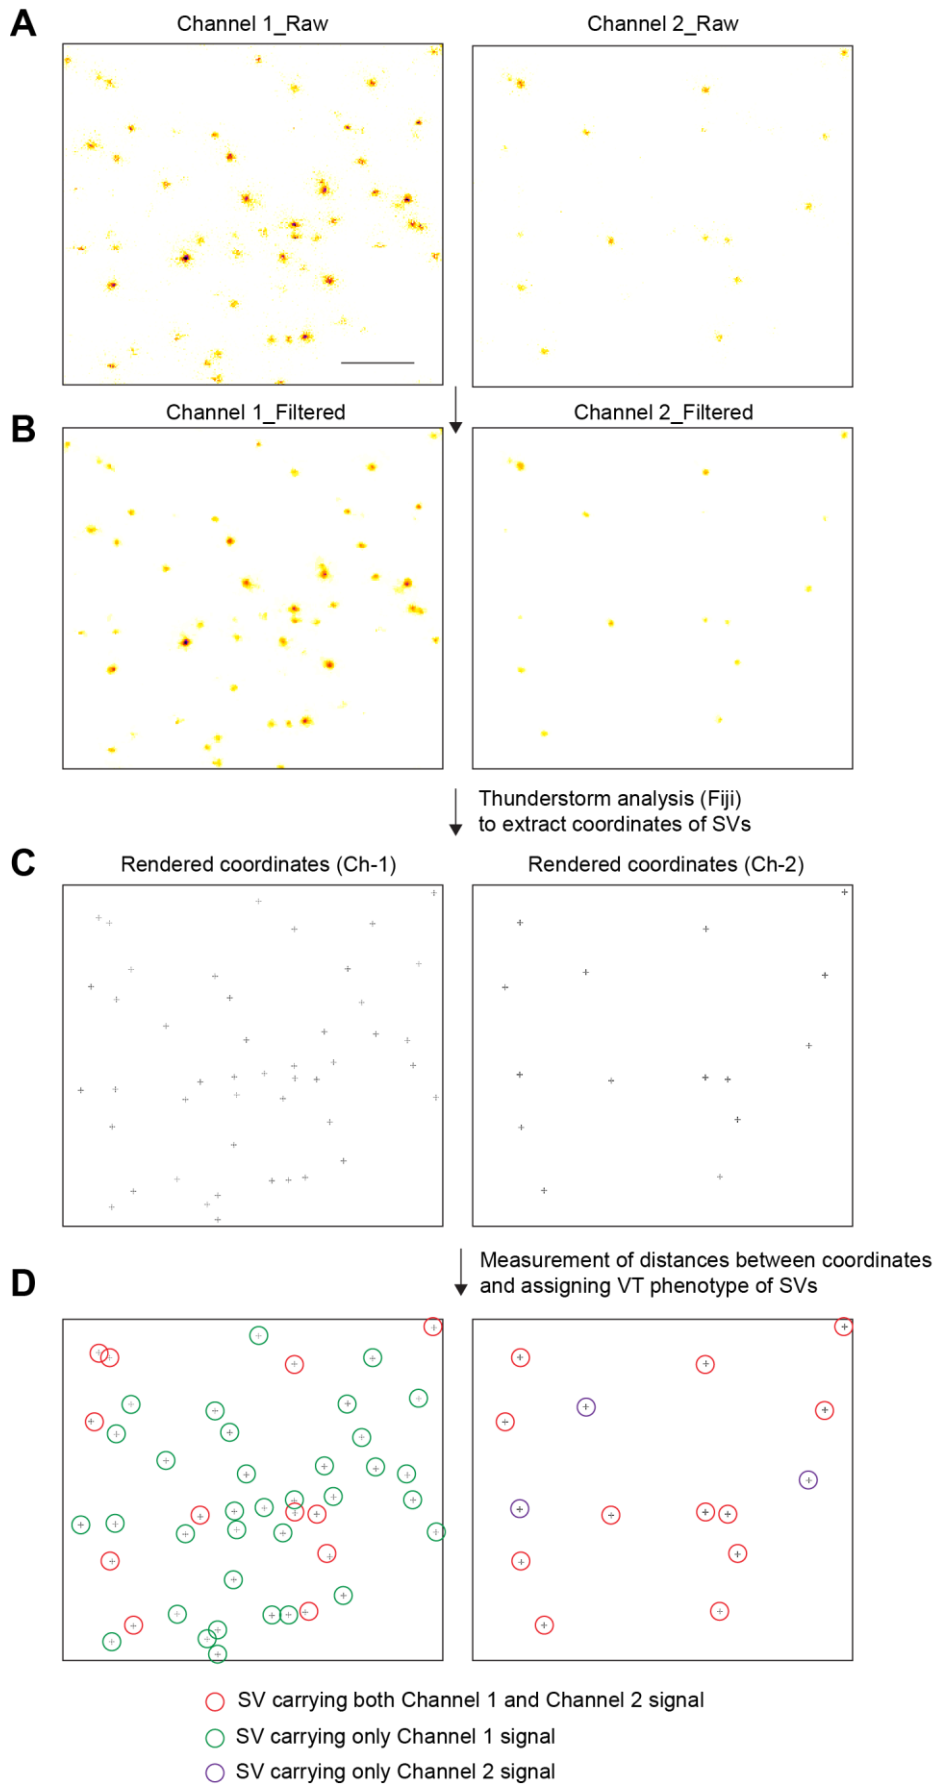 A
Channel 1_Raw
Channel 2_Raw
B
Channel 1_Filtered
Channel 2_Filtered
Thunderstorm analysis (Fiji)
to extract coordinates of SVs
C
Rendered coordinates (Ch-1)
Rendered coordinates (Ch-2)
Measurement of distances between coordinates
and assigning VT phenotype of SVs
D
SV carrying both Channel 1 and Channel 2 signal
SV carrying only Channel 1 signal
SV carrying only Channel 2 signal